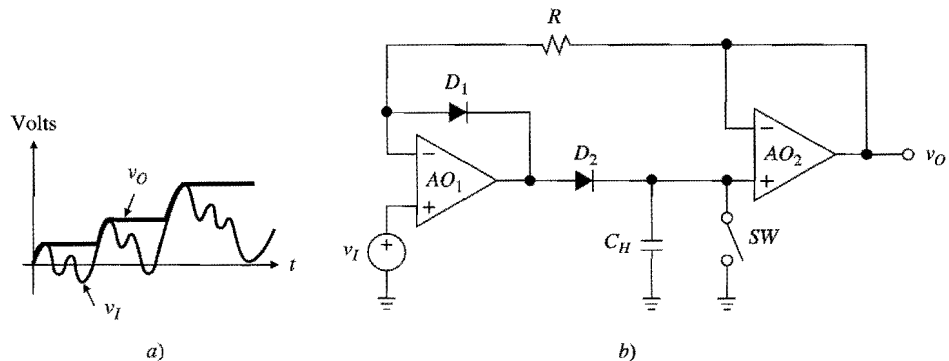 Volts
v_O
v_I
t
a)
R
D_1
D_2
AO_1
AO_2
v_I
C_H
SW
v_O
b)
− + − + +